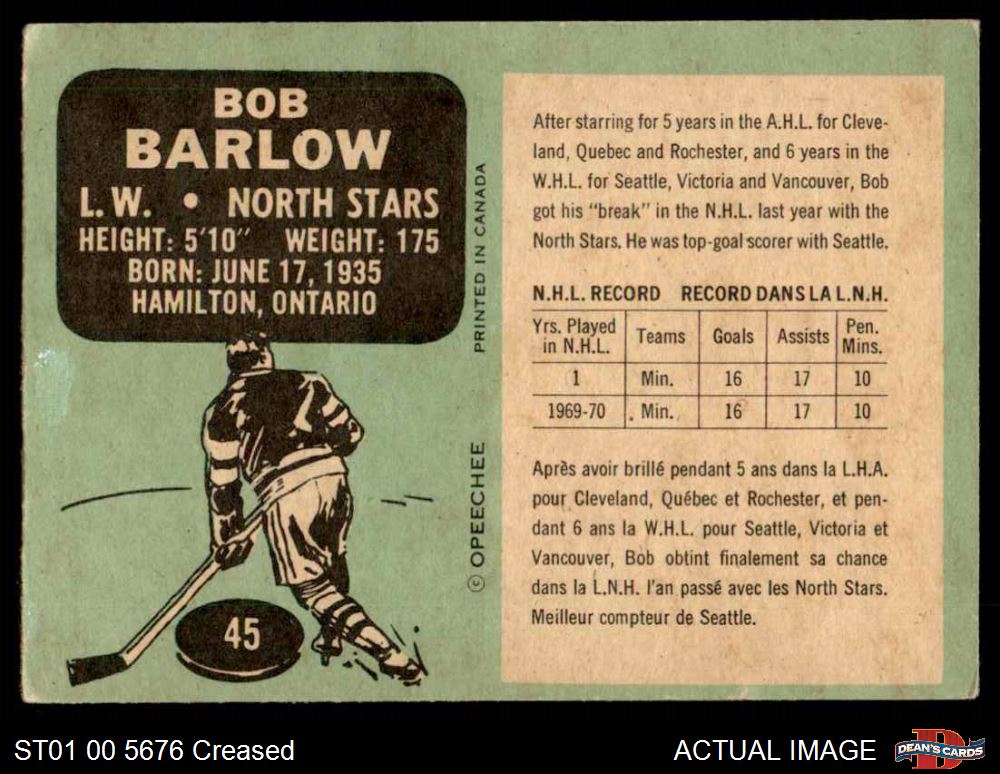 BOB
BARLOW
L.W. • NORTH STARS
HEIGHT: 5'10" WEIGHT: 175
BORN: JUNE 17, 1935
HAMILTON, ONTARIO
45
© OPEECHEE PRINTED IN CANADA
After starring for 5 years in the A.H.L. for Cleve-
land, Quebec and Rochester, and 6 years in the
W.H.L. for Seattle, Victoria and Vancouver, Bob
got his "break" in the N.H.L. last year with the
North Stars. He was top-goal scorer with Seattle.
N.H.L. RECORD RECORD DANS LA L.N.H.
Yrs. Played in N.H.L. Teams Goals Assists Pen. Mins.
1 Min. 16 17 10
1969-70 Min. 16 17 10
Après avoir brillé pendant 5 ans dans la L.H.A.
pour Cleveland, Québec et Rochester, et pen-
dant 6 ans la W.H.L. pour Seattle, Victoria et
Vancouver, Bob obtint finalement sa chance
dans la L.N.H. l'an passé avec les North Stars.
Meilleur compteur de Seattle.
ST01 00 5676 Creased
ACTUAL IMAGE
DEAN'S CARDS